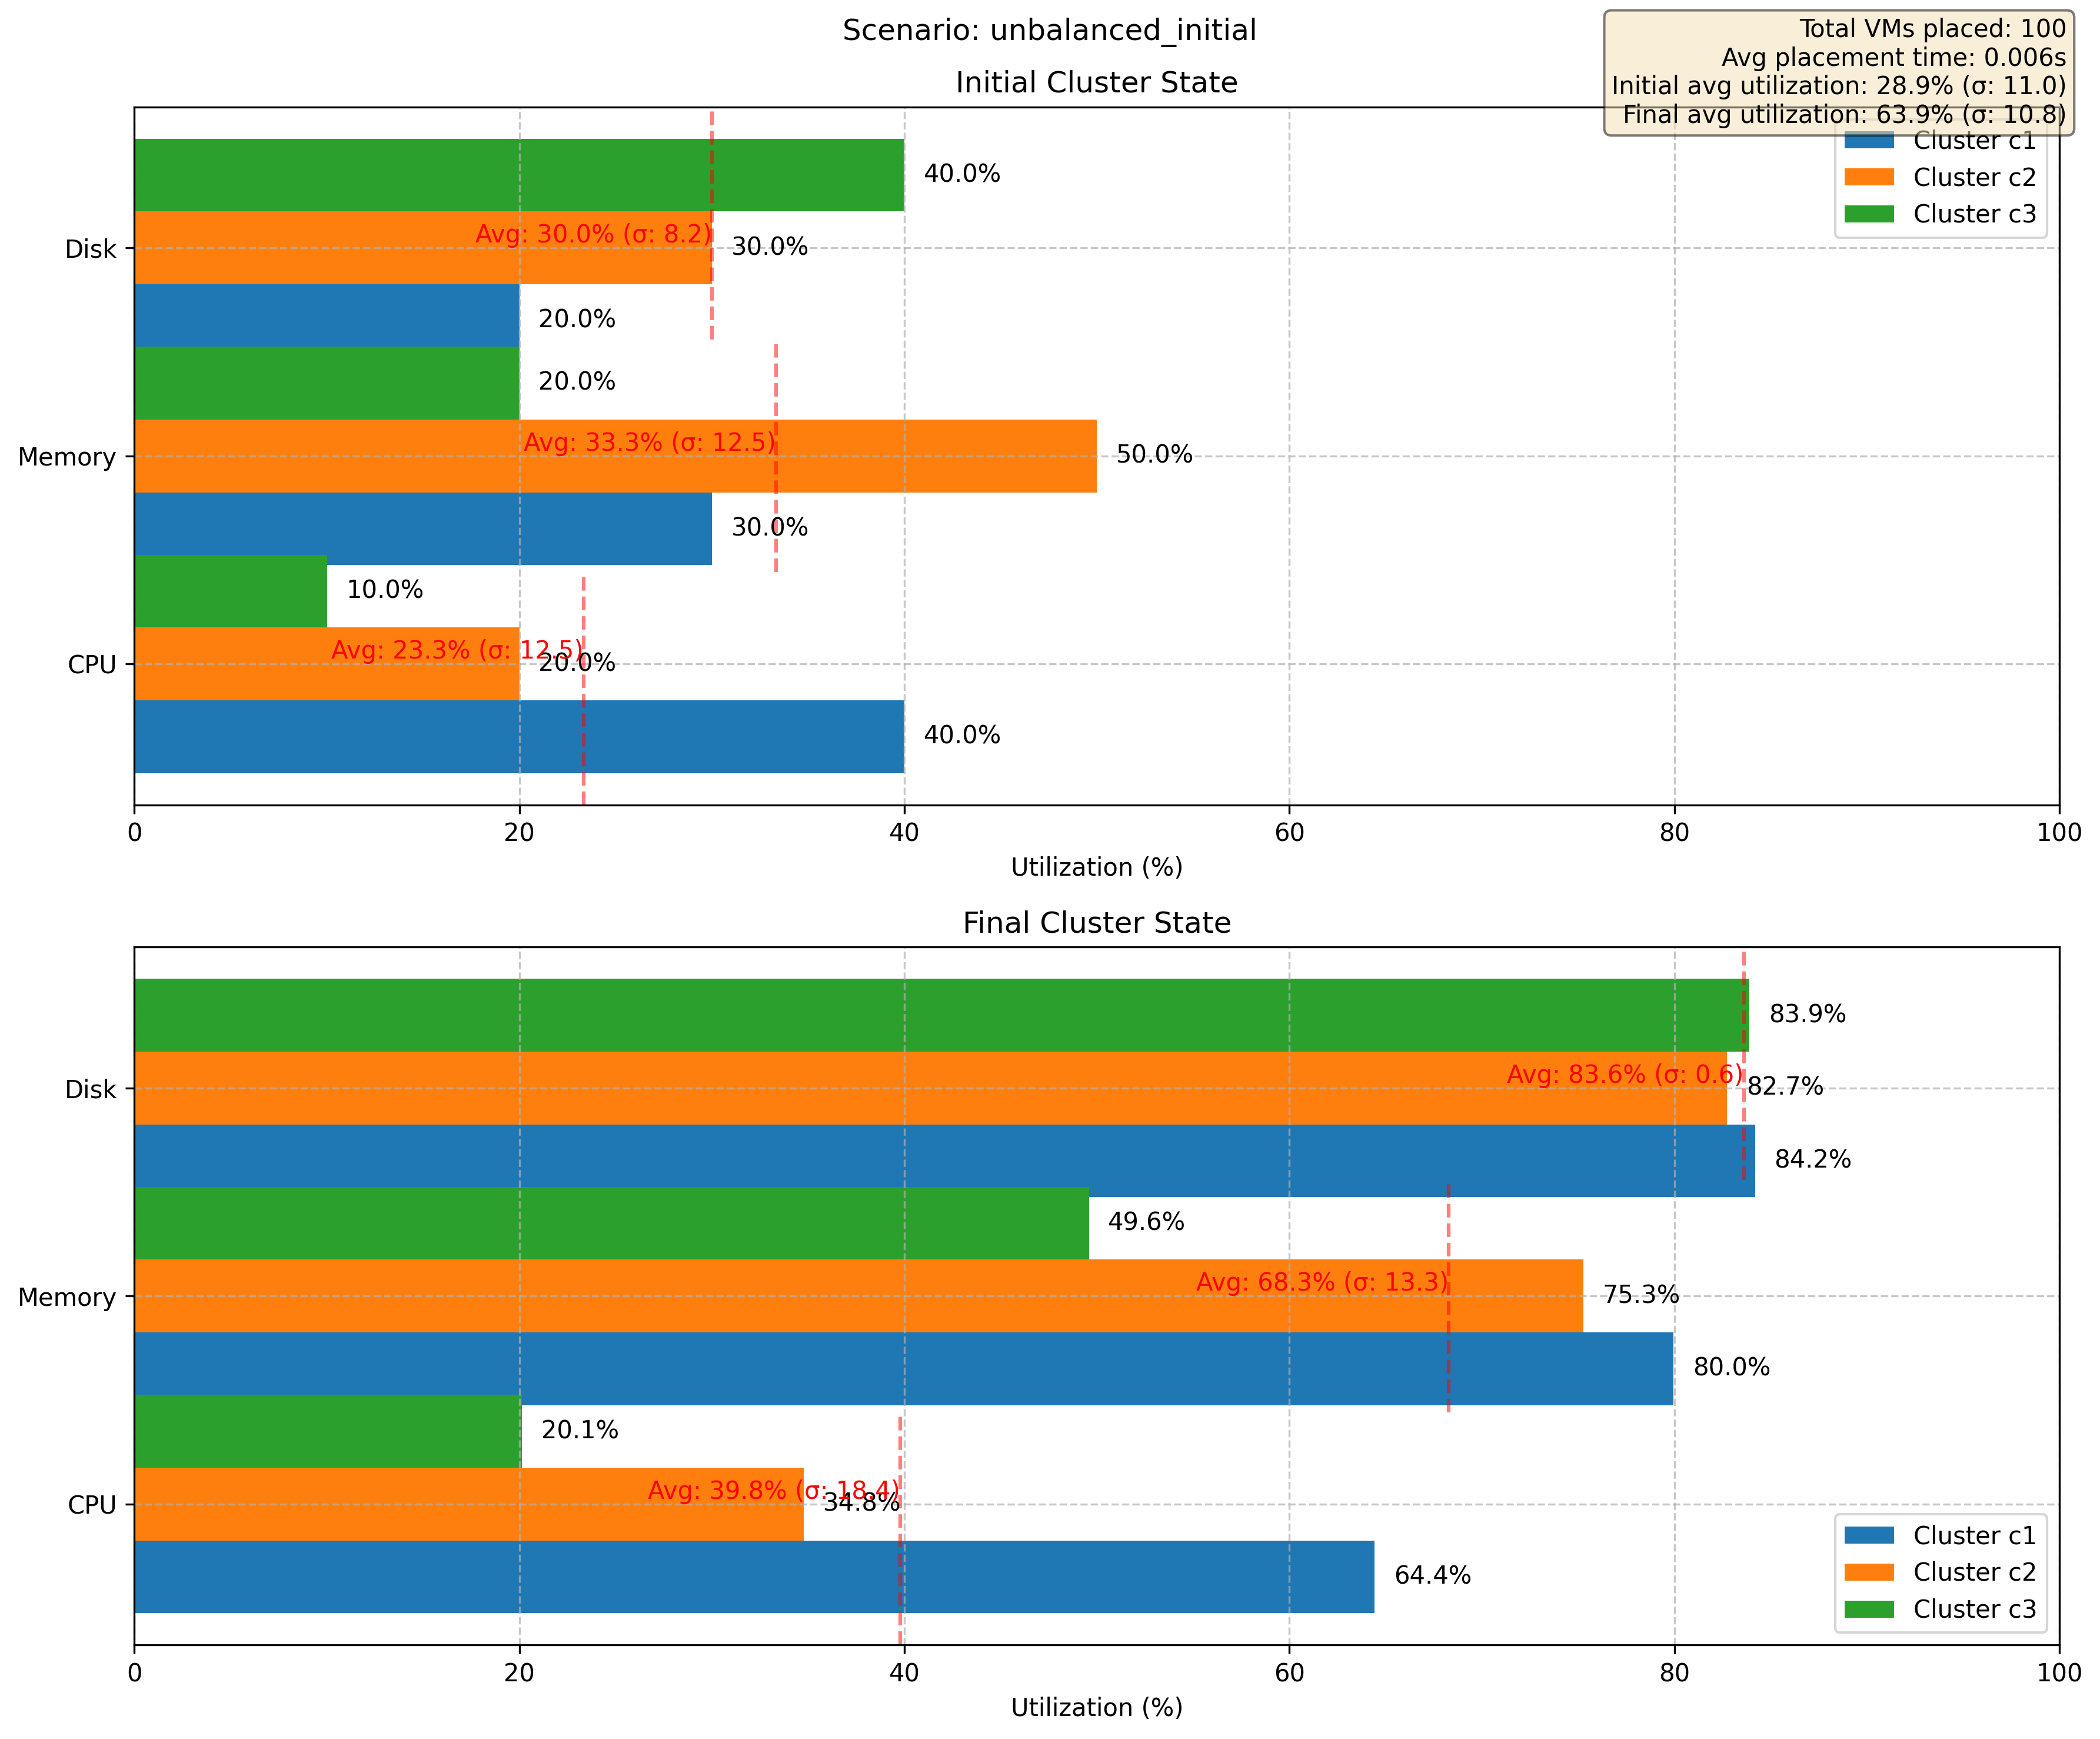 Scenario: unbalanced_initial
Total VMs placed: 100
Avg placement time: 0.006s
Initial avg utilization: 28.9% (σ: 11.0)
Final avg utilization: 63.9% (σ: 10.8)
Initial Cluster State
Cluster c1
Cluster c2
Cluster c3
40.0%
Disk
Avg: 30.0% (σ: 8.2)
30.0%
20.0%
20.0%
Memory
Avg: 33.3% (σ: 12.5)
50.0%
30.0%
10.0%
CPU
Avg: 23.3% (σ: 12.5)
20.0%
40.0%
0 20 40 60 80 100
Utilization (%)
Final Cluster State
83.9%
Disk
Avg: 83.6% (σ: 0.6)
82.7%
84.2%
49.6%
Memory
Avg: 68.3% (σ: 13.3)
75.3%
80.0%
20.1%
CPU
Avg: 39.8% (σ: 18.4)
34.8%
64.4%
Cluster c1
Cluster c2
Cluster c3
0 20 40 60 80 100
Utilization (%)